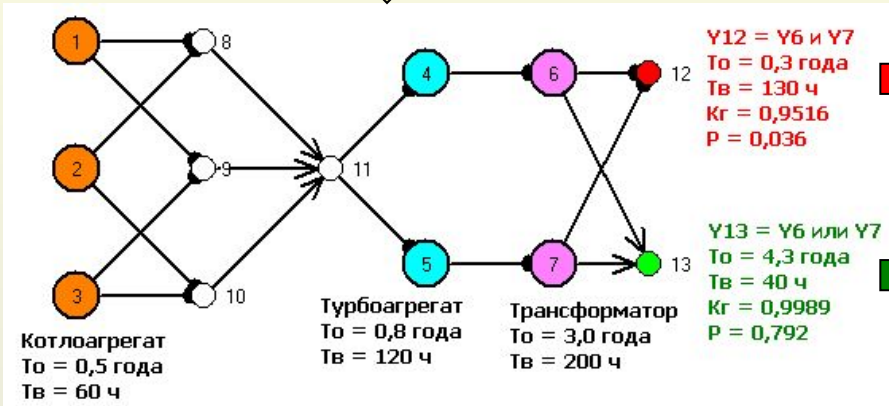 1
8
2
9
3
10
11
4
5
6
7
12
13
Котлоагрегат
То = 0,5 года
Тв = 60 ч
Турбоагрегат
То = 0,8 года
Тв = 120 ч
Трансформатор
То = 3,0 года
Тв = 200 ч
Y12 = Y6 и Y7
То = 0,3 года
Тв = 130 ч
Кг = 0,9516
Р = 0,036
Y13 = Y6 или Y7
То = 4,3 года
Тв = 40 ч
Кг = 0,9989
Р = 0,792